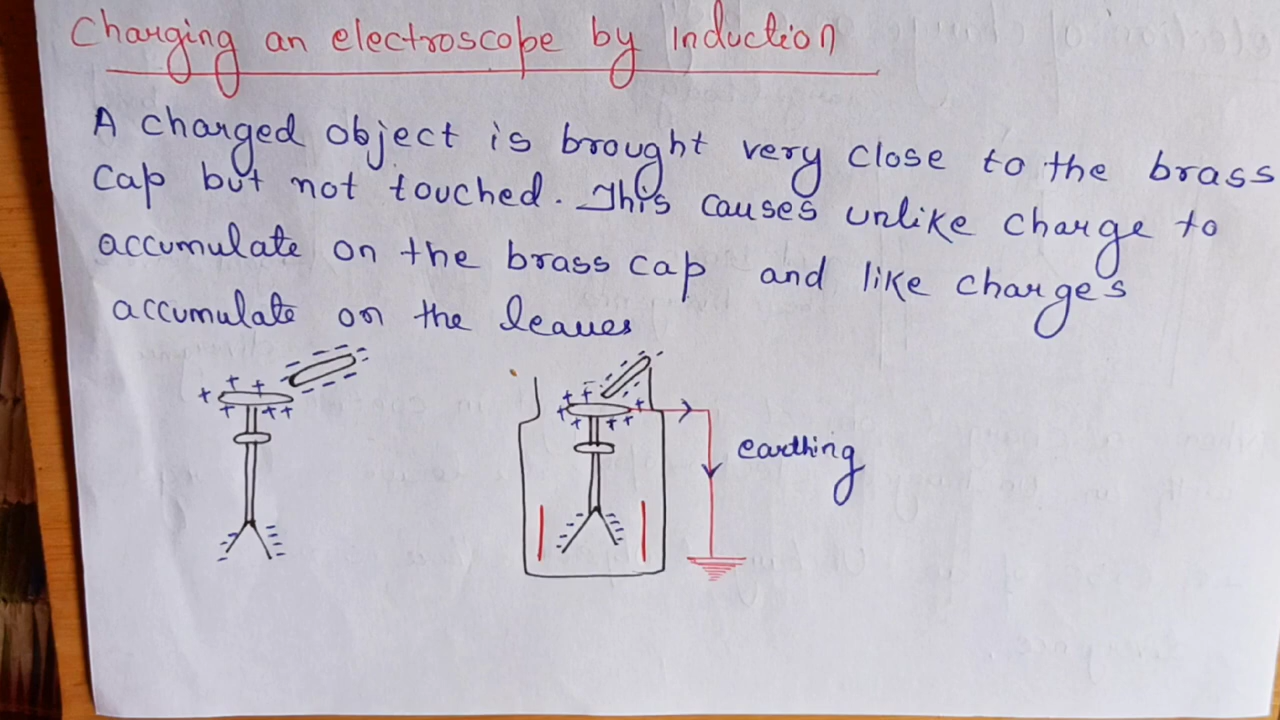 Charging an electroscope by Induction
A charged object is brought very close to the brass
Cap but not touched. This causes unlike charge to
accumulate on the brass cap and like charges
accumulate on the leaves
earthing